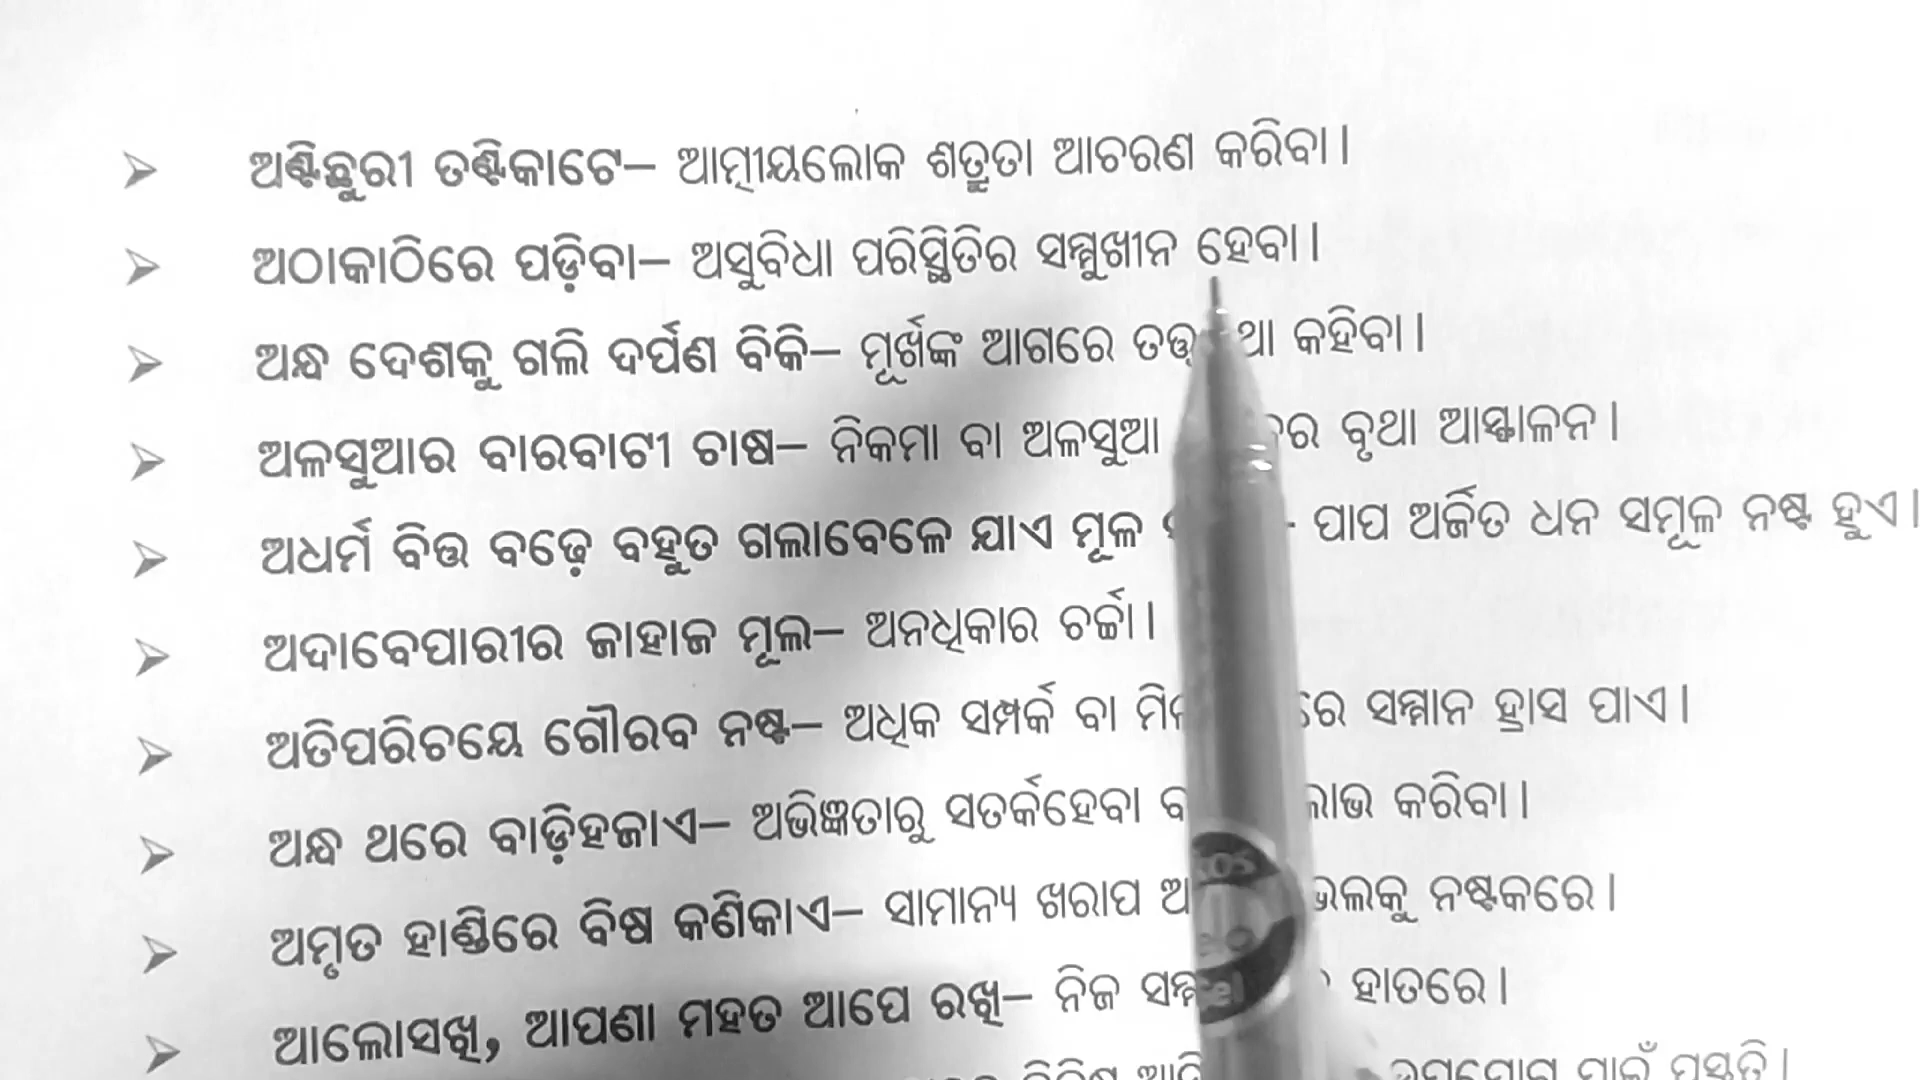 ଅଣ୍ଟିଛୁରୀ ତଣ୍ଟିକାଟେ– ଆତ୍ମୀୟଲୋକ ଶତ୍ରୁତା ଆଚରଣ କରିବା।
ଅଠାକାଠିରେ ପଡ଼ିବା– ଅସୁବିଧା ପରିସ୍ଥିତିର ସମ୍ମୁଖୀନ ହେବା।
ଅନ୍ଧ ଦେଶକୁ ଗଲି ଦର୍ପଣ ବିକି– ମୂର୍ଖଙ୍କ ଆଗରେ କହିବା।
ଅଳସୁଆର ବାରବାଟୀ ଚାଷ– ନିକମା ବା ଅଳସୁଆ ବୃଥା ଆସ୍ଫାଳନ।
ଅଧର୍ମ ବିତ୍ତ ବଢ଼େ ବହୁତ ଗଲାବେଳେ ଯାଏ ମୂଳ – ପାପ ଅର୍ଜିତ ଧନ ସମୂଳ ନଷ୍ଟ ହୁଏ।
ଅଦାବେପାରୀର ଜାହାଜ ମୂଲ– ଅନଧିକାର ଚର୍ଚ୍ଚା।
ଅତିପରିଚୟେ ଗୌରବ ନଷ୍ଟ– ଅଧିକ ସମ୍ପର୍କ ବା ସମ୍ମାନ ହ୍ରାସ ପାଏ।
ଅନ୍ଧ ଥରେ ବାଡ଼ିହଜାଏ– ଅଭିଜ୍ଞତାରୁ ସତର୍କହେବା କରିବା।
ଅମୃତ ହାଣ୍ଡିରେ ବିଷ କଣିକାଏ– ସାମାନ୍ୟ ଖରାପ ଭଲକୁ ନଷ୍ଟକରେ।
ଆଲୋସଖି, ଆପଣା ମହତ ଆପେ ରଖି– ନିଜ ହାତରେ।